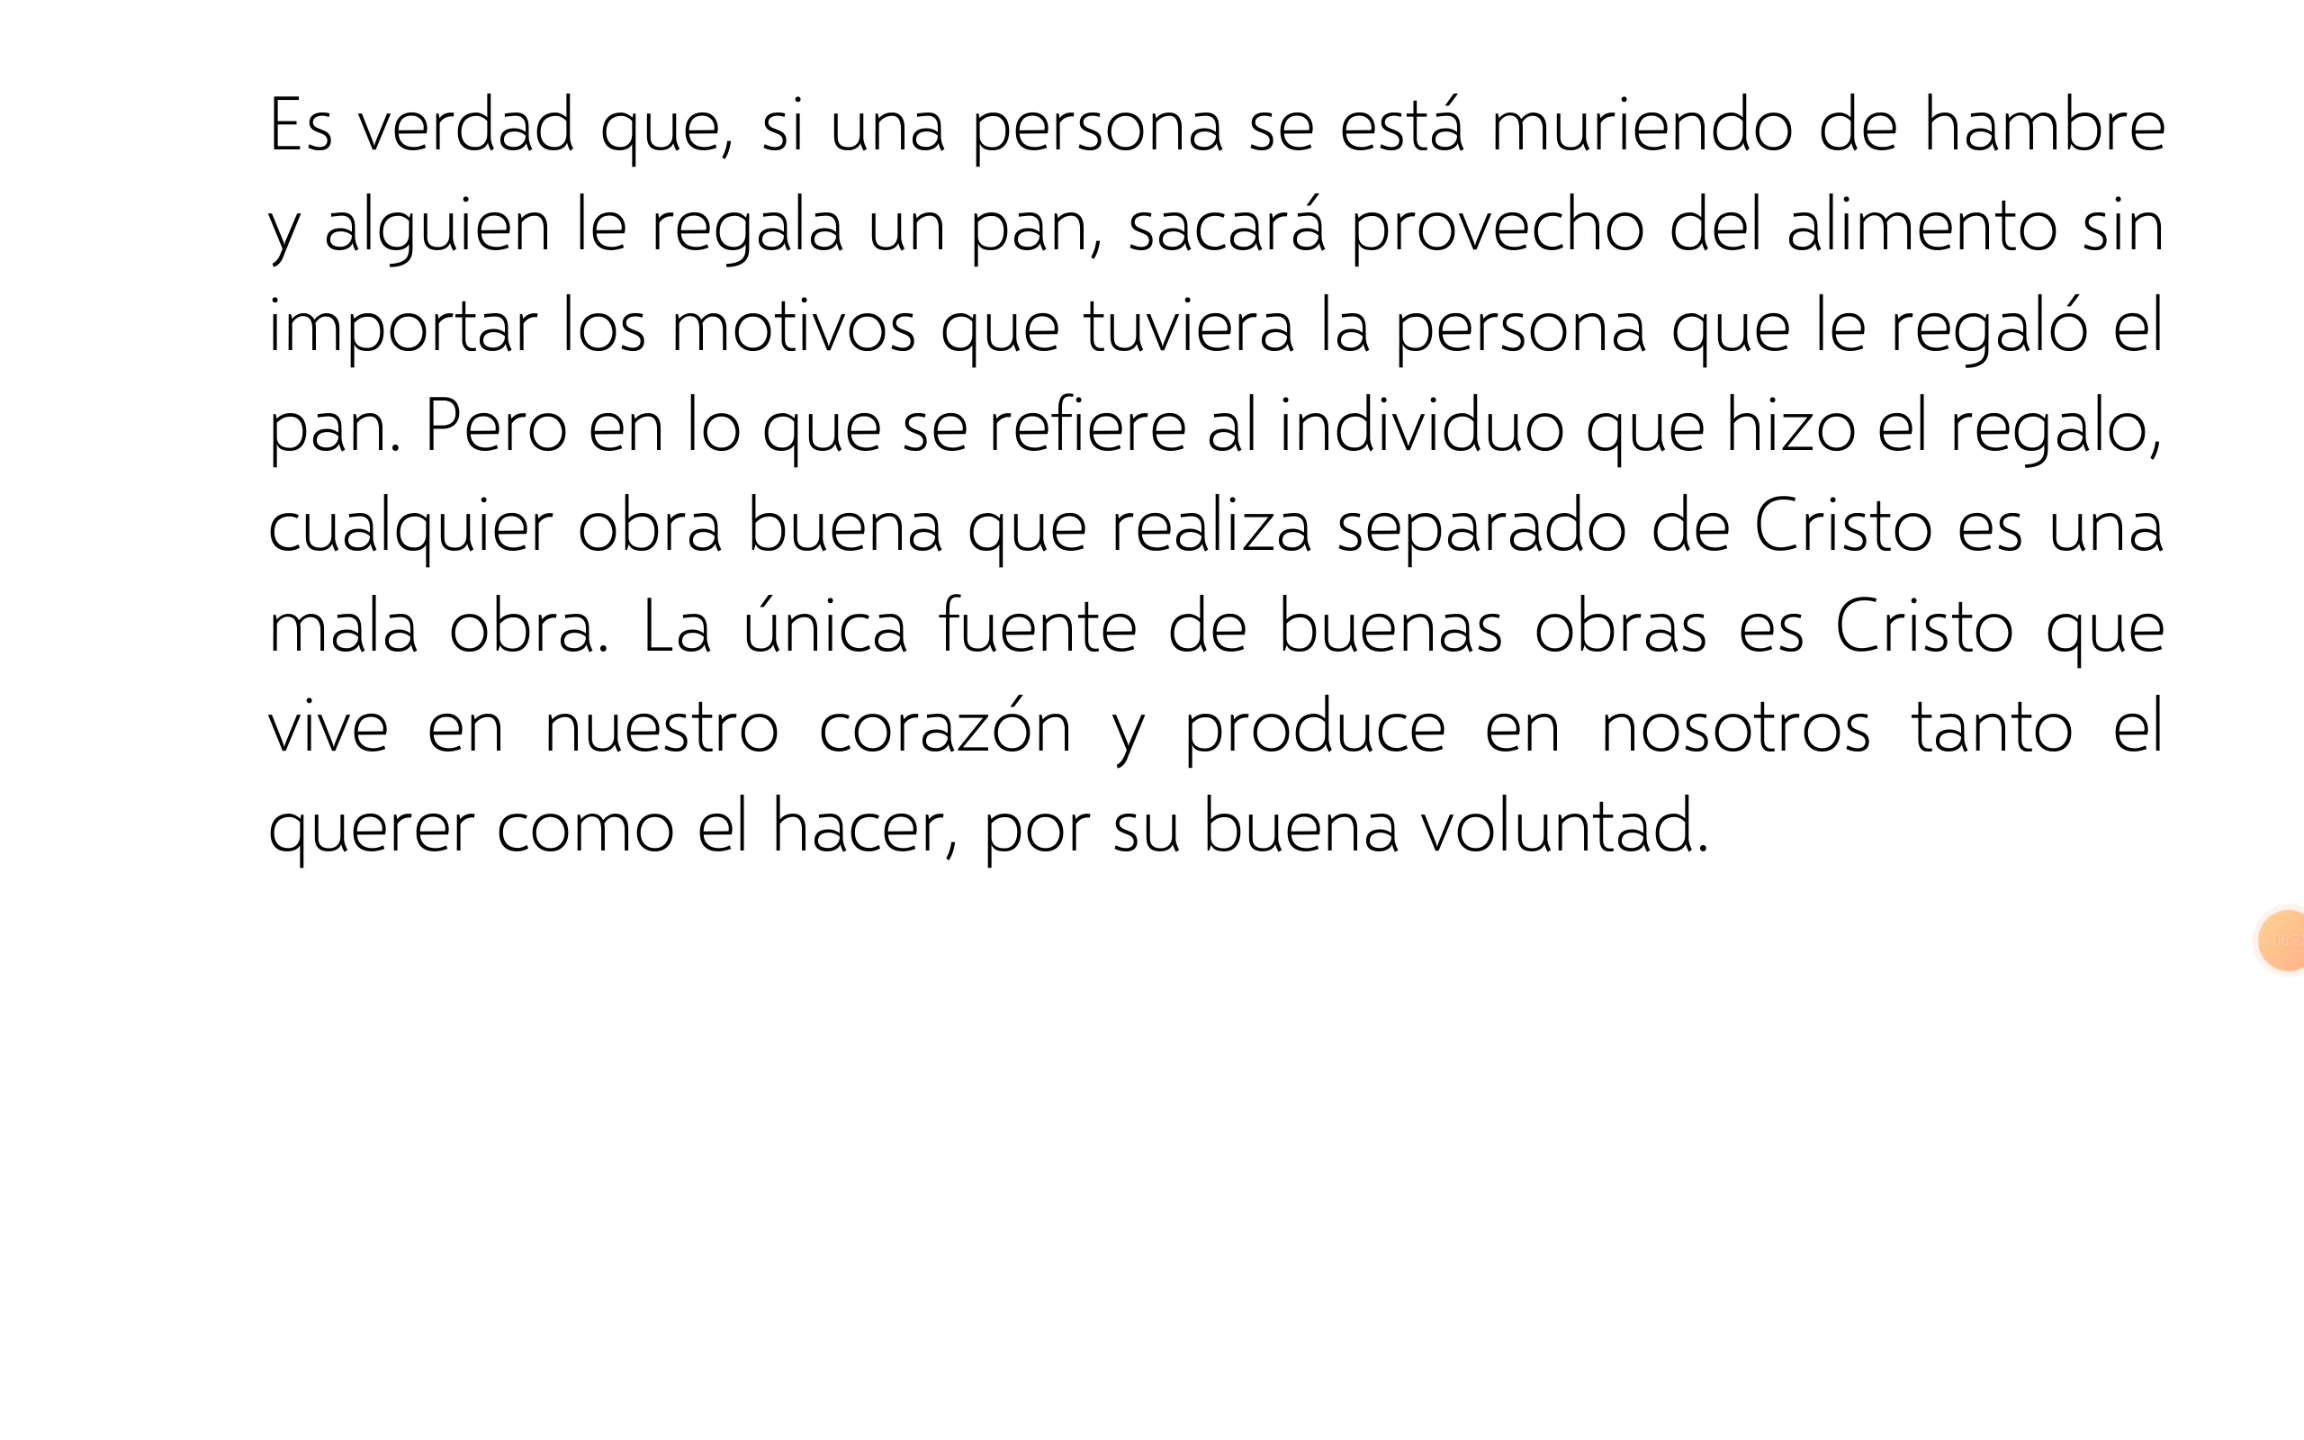 Es verdad que, si una persona se está muriendo de hambre
y alguien le regala un pan, sacará provecho del alimento sin
importar los motivos que tuviera la persona que le regaló el
pan. Pero en lo que se refiere al individuo que hizo el regalo,
cualquier obra buena que realiza separado de Cristo es una
mala obra. La única fuente de buenas obras es Cristo que
vive en nuestro corazón y produce en nosotros tanto el
querer como el hacer, por su buena voluntad.